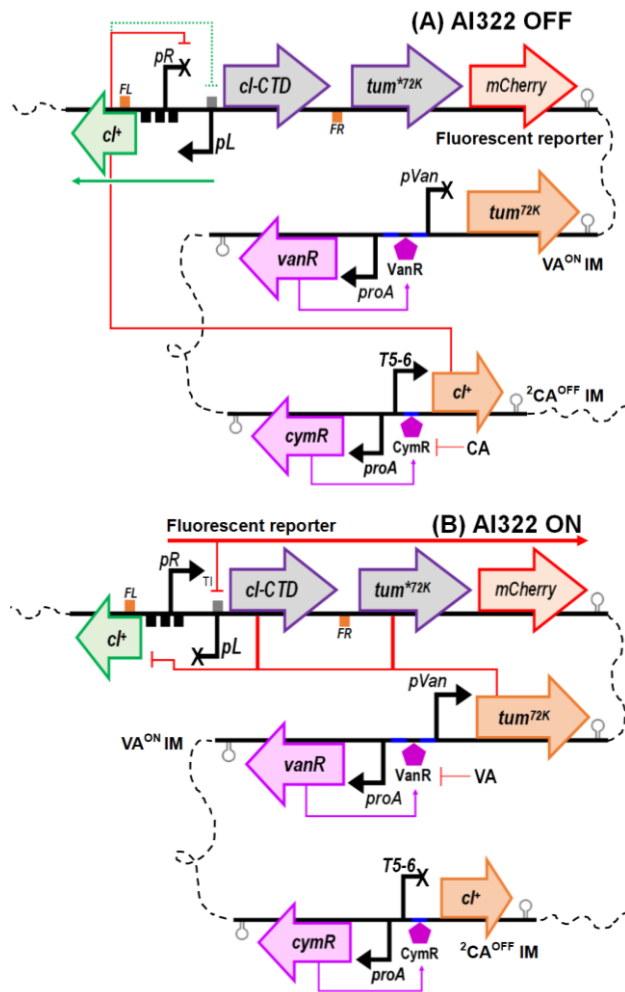 (A) AI322 OFF
pR
FL
cI-CTD
tum*72K
mCherry
cI+
pL
FR
Fluorescent reporter
pVan
tum72K
vanR
VanR
VAON IM
proA
T5-6
cI+
2CAOFF IM
cymR
CymR
CA
proA
Fluorescent reporter
(B) AI322 ON
pR
FL
TI
cI-CTD
tum*72K
mCherry
cI+
pL
FR
pVan
tum72K
VAON IM
vanR
VanR
VA
proA
T5-6
cI+
cymR
CymR
2CAOFF IM
proA